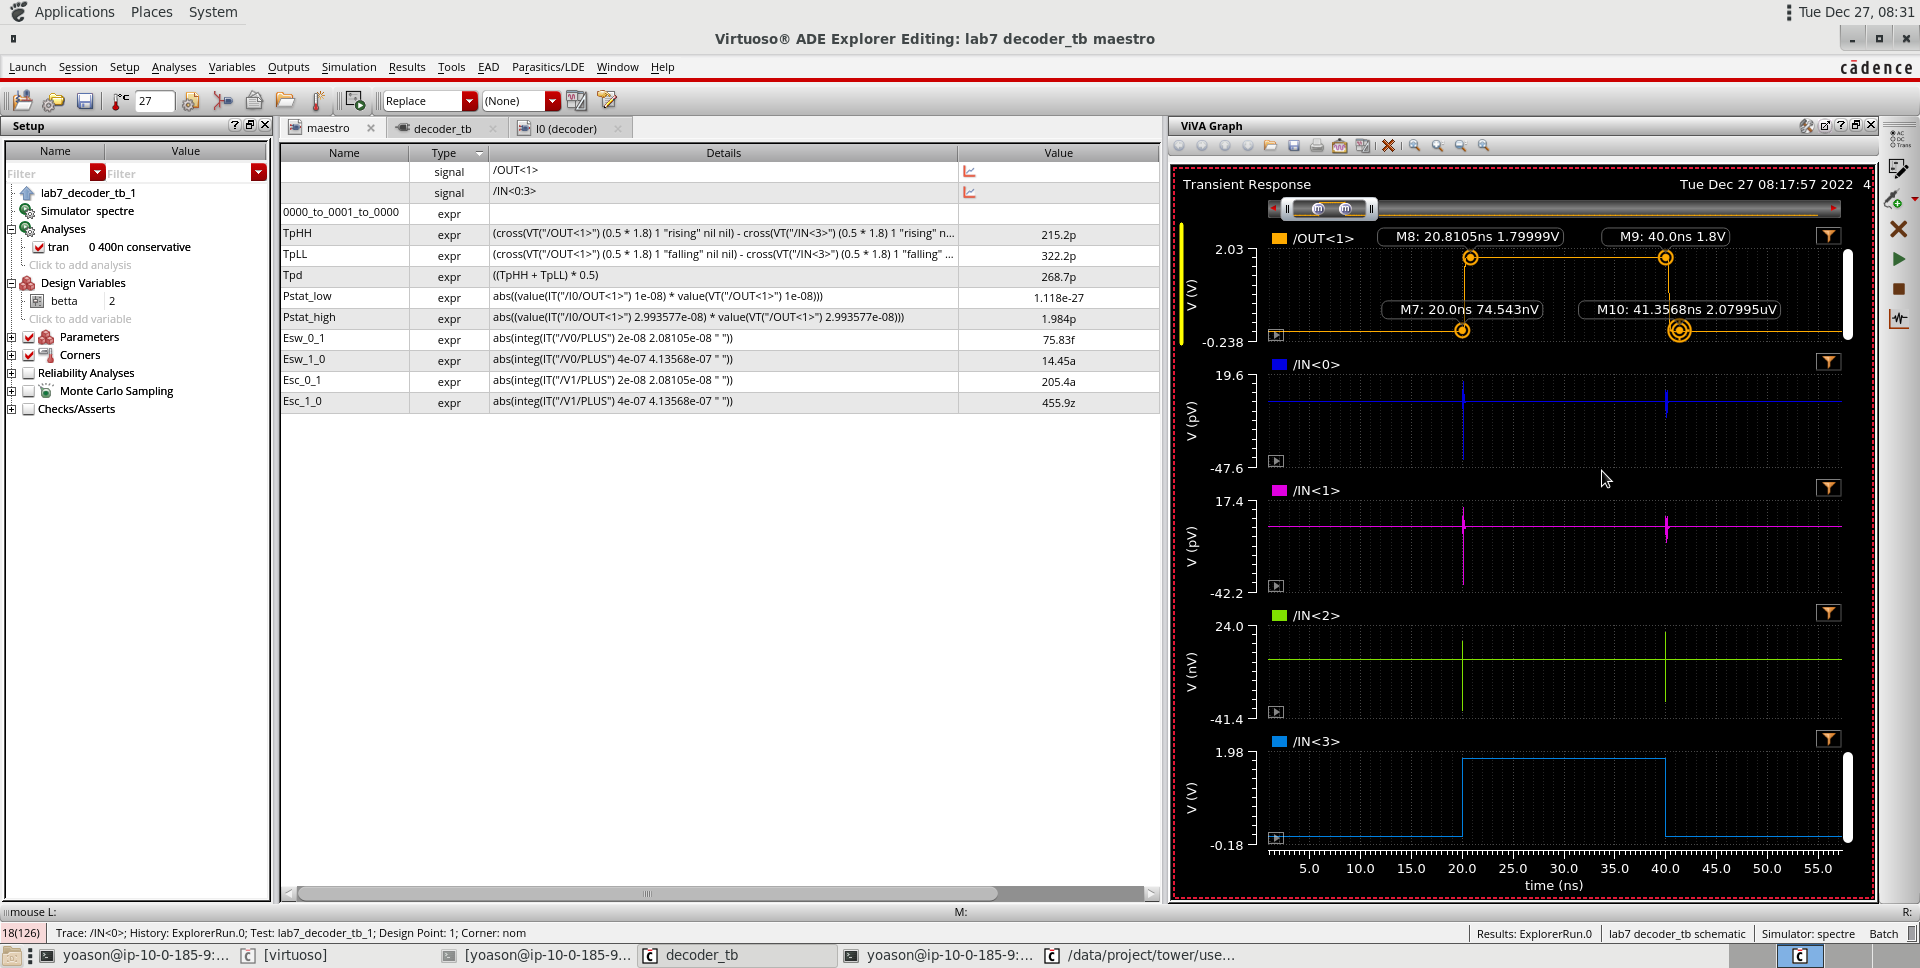 Applications Places System Tue Dec 27, 08:31
Virtuoso® ADE Explorer Editing: lab7 decoder_tb maestro
Launch Session Setup Analyses Variables Outputs Simulation Results Tools EAD Parasitics/LDE Window Help cādence
27 Replace (None)
Setup
Name Value
Filter Filter
lab7_decoder_tb_1
Simulator spectre
Analyses
tran 0 400n conservative
Click to add analysis
Design Variables
betta 2
Click to add variable
Parameters
Corners
Reliability Analyses
Monte Carlo Sampling
Checks/Asserts
maestro decoder_tb I0 (decoder)
Name Type Details Value
signal /OUT<1>
signal /IN<0:3>
0000_to_0001_to_0000 expr
TpHH expr (cross(VT("/OUT<1>") (0.5 * 1.8) 1 "rising" nil nil) - cross(VT("/IN<3>") (0.5 * 1.8) 1 "rising" n... 215.2p
TpLL expr (cross(VT("/OUT<1>") (0.5 * 1.8) 1 "falling" nil nil) - cross(VT("/IN<3>") (0.5 * 1.8) 1 "falling" ... 322.2p
Tpd expr ((TpHH + TpLL) * 0.5) 268.7p
Pstat_low expr abs((value(IT("/I0/OUT<1>") 1e-08) * value(VT("/OUT<1>") 1e-08))) 1.118e-27
Pstat_high expr abs((value(IT("/I0/OUT<1>") 2.993577e-08) * value(VT("/OUT<1>") 2.993577e-08))) 1.984p
Esw_0_1 expr abs(integ(IT("/V0/PLUS") 2e-08 2.08105e-08 " ")) 75.83f
Esw_1_0 expr abs(integ(IT("/V0/PLUS") 4e-07 4.13568e-07 " ")) 14.45a
Esc_0_1 expr abs(integ(IT("/V1/PLUS") 2e-08 2.08105e-08 " ")) 205.4a
Esc_1_0 expr abs(integ(IT("/V1/PLUS") 4e-07 4.13568e-07 " ")) 455.9z
ViVA Graph
Transient Response Tue Dec 27 08:17:57 2022 4
/OUT<1> M8: 20.8105ns 1.79999V M9: 40.0ns 1.8V
2.03
V (V)
M7: 20.0ns 74.543nV M10: 41.3568ns 2.07995uV
-0.238
/IN<0>
19.6
V (pV)
-47.6
/IN<1>
17.4
V (pV)
-42.2
/IN<2>
24.0
V (nV)
-41.4
/IN<3>
1.98
V (V)
-0.18
5.0 10.0 15.0 20.0 25.0 30.0 35.0 40.0 45.0 50.0 55.0
time (ns)
mouse L: M: R:
18(126) Trace: /IN<0>; History: ExplorerRun.0; Test: lab7_decoder_tb_1; Design Point: 1; Corner: nom Results: ExplorerRun.0 lab7 decoder_tb schematic Simulator: spectre Batch
yoason@ip-10-0-185-9:... [virtuoso] [yoason@ip-10-0-185-9... decoder_tb yoason@ip-10-0-185-9:... /data/project/tower/use...